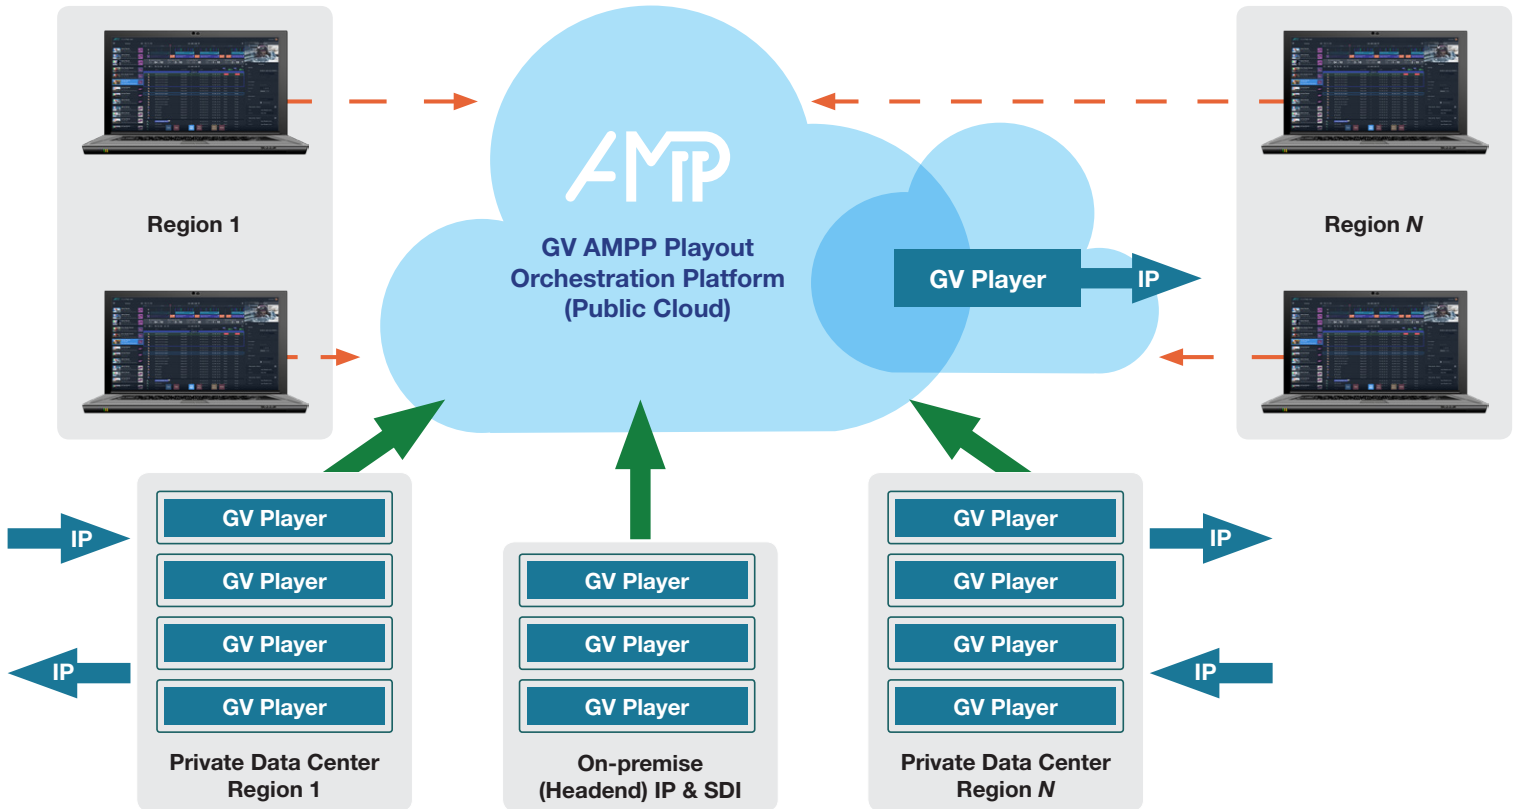 AMPP
GV AMPP Playout
Orchestration Platform
(Public Cloud)
Region 1
Region N
GV Player
IP
IP
IP
GV Player
GV Player
GV Player
GV Player
Private Data Center
Region 1
GV Player
GV Player
GV Player
On-premise
(Headend) IP & SDI
GV Player
GV Player
GV Player
GV Player
Private Data Center
Region N
IP
IP